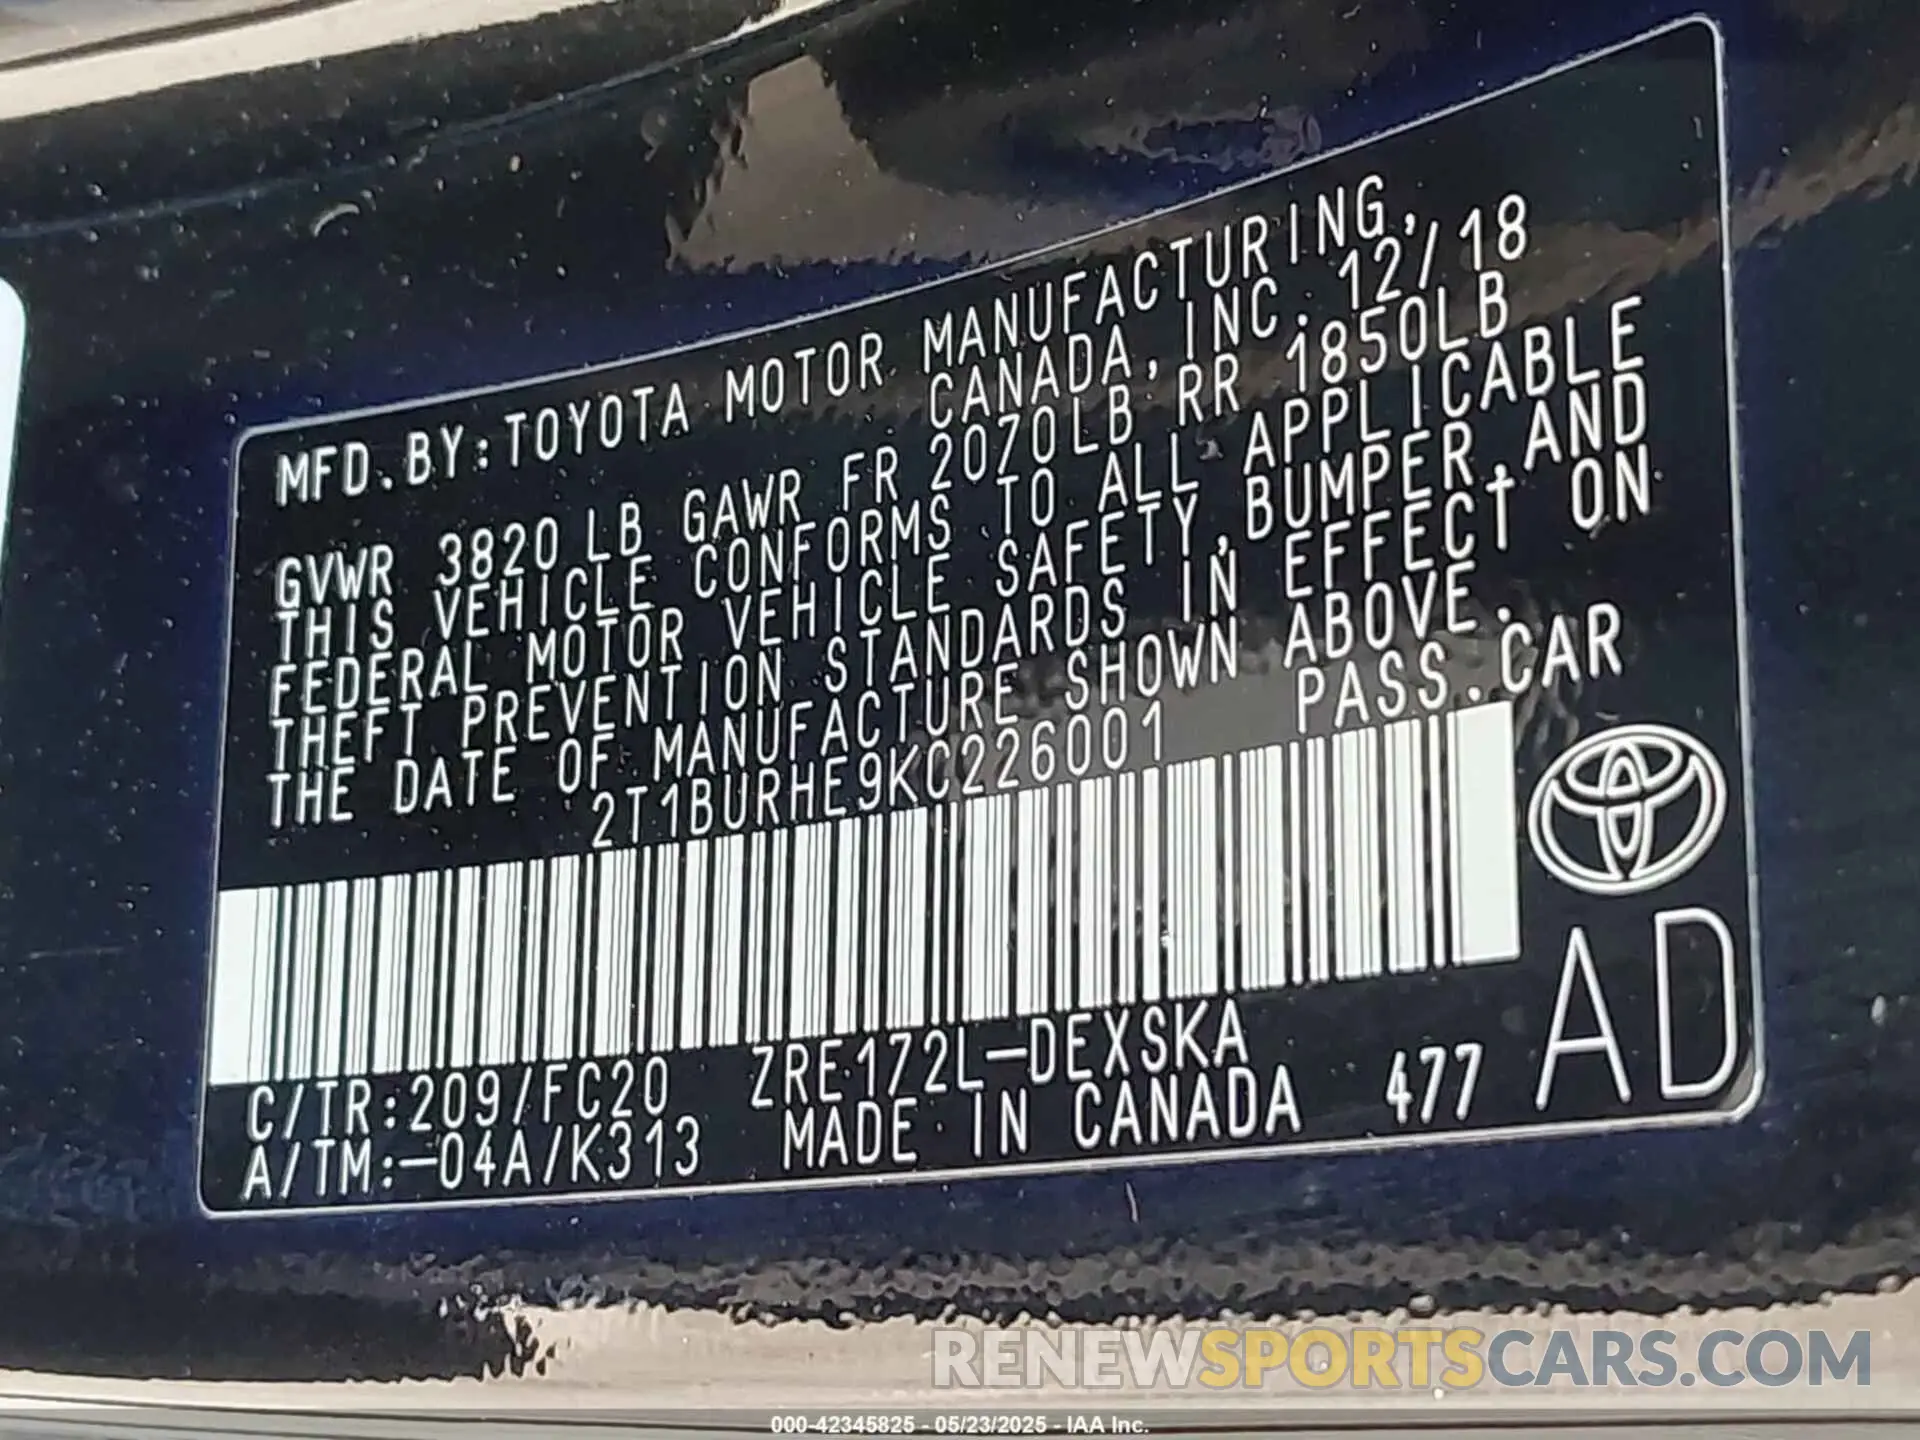 MFD.BY:TOYOTA MOTOR MANUFACTURING,
CANADA, INC. 12/18
GVWR 3820 LB GAWR FR 2070LB RR 1850LB
THIS VEHICLE CONFORMS TO ALL APPLICABLE
FEDERAL MOTOR VEHICLE SAFETY,BUMPER,AND
THEFT PREVENTION STANDARDS IN EFFECT ON
THE DATE OF MANUFACTURE SHOWN ABOVE.
2T1BURHE9KC226001 PASS.CAR
C/TR:209/FC20 ZRE172L-DEXSKA
A/TM:-04A/K313 MADE IN CANADA 477
AD
RENEWSPORTSCARS.COM
000-42345825 - 05/23/2025 - IAA Inc.